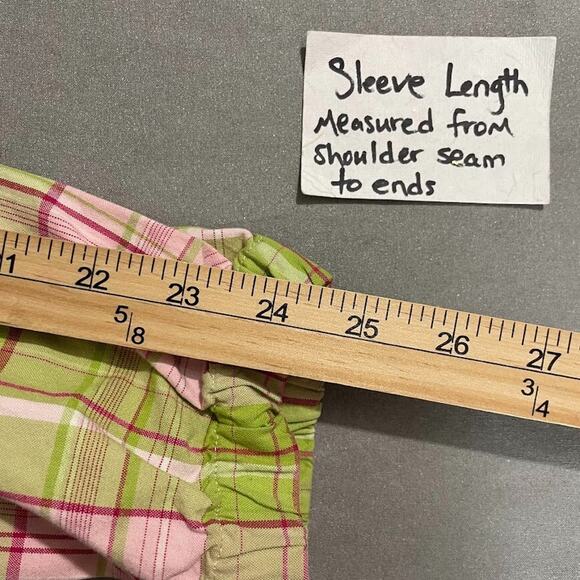 Sleeve Length
Measured from
shoulder seam
to ends
21 22 23 24 25 26 27
5/8
3/4